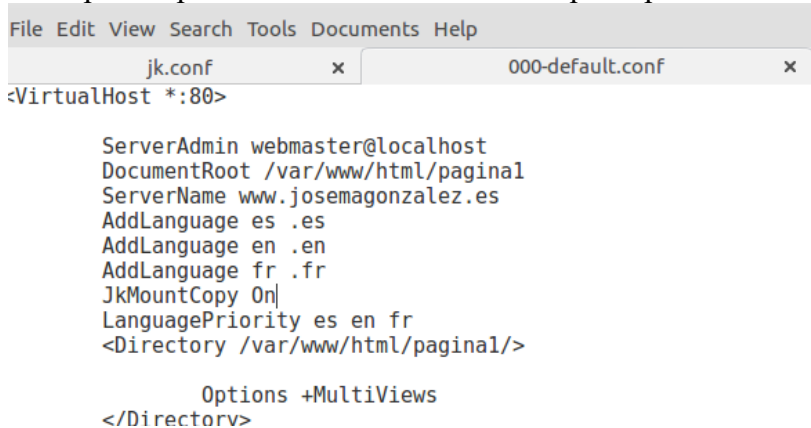 File Edit View Search Tools Documents Help
jk.conf × 000-default.conf ×
<VirtualHost *:80>
ServerAdmin webmaster@localhost
DocumentRoot /var/www/html/pagina1
ServerName www.josemagonzalez.es
AddLanguage es .es
AddLanguage en .en
AddLanguage fr .fr
JkMountCopy On
LanguagePriority es en fr
<Directory /var/www/html/pagina1/>
Options +MultiViews
</Directory>